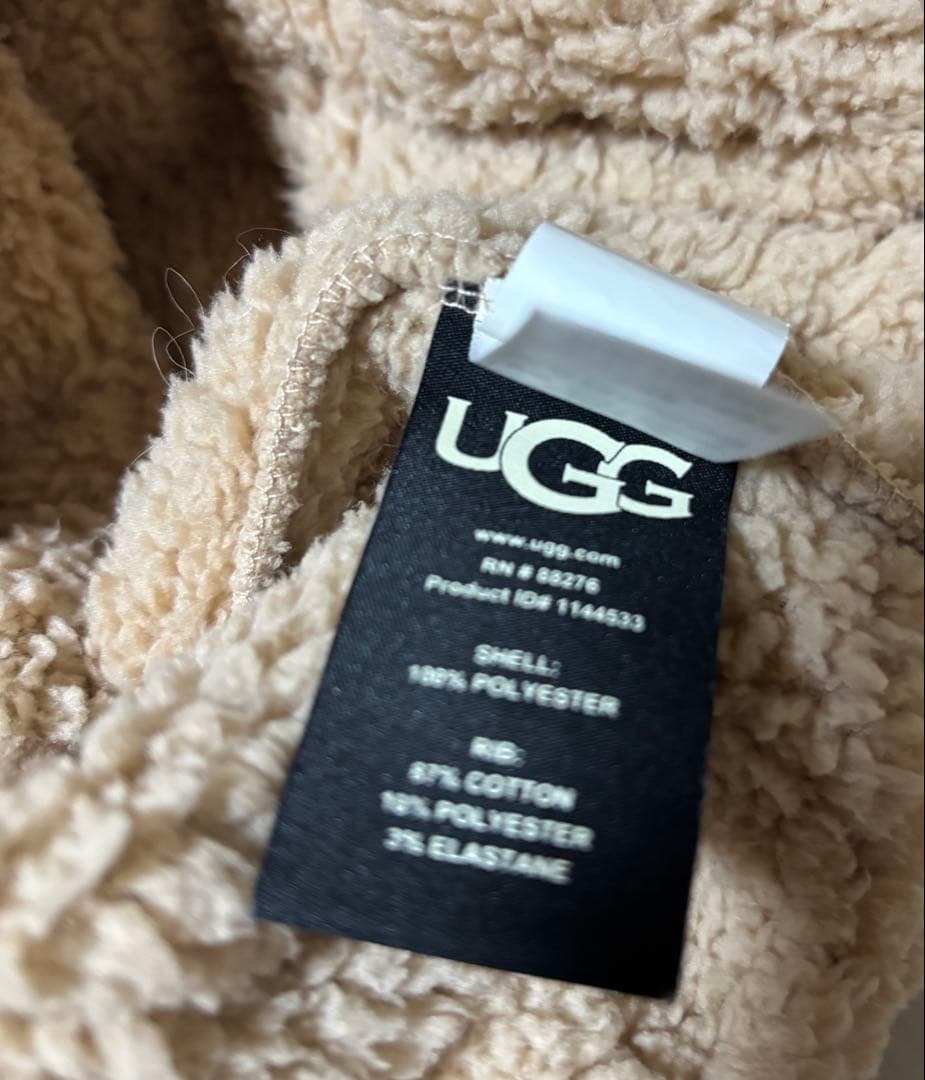 UGG
www.ugg.com
RN # 88276
Product ID# 1144533
SHELL:
100% POLYESTER
RIB:
87% COTTON
10% POLYESTER
3% ELASTANE